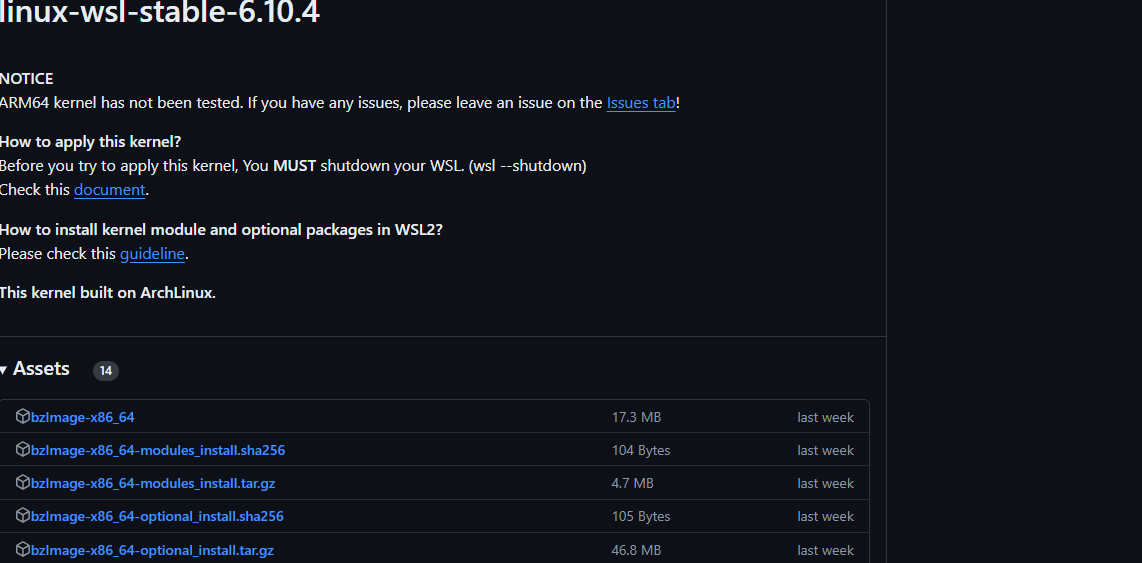 linux-wsl-stable-6.10.4
NOTICE
ARM64 kernel has not been tested. If you have any issues, please leave an issue on the Issues tab!
How to apply this kernel?
Before you try to apply this kernel, You MUST shutdown your WSL. (wsl --shutdown)
Check this document.
How to install kernel module and optional packages in WSL2?
Please check this guideline.
This kernel built on ArchLinux.
Assets 14
bzImage-x86_64 17.3 MB last week
bzImage-x86_64-modules_install.sha256 104 Bytes last week
bzImage-x86_64-modules_install.tar.gz 4.7 MB last week
bzImage-x86_64-optional_install.sha256 105 Bytes last week
bzImage-x86_64-optional_install.tar.gz 46.8 MB last week